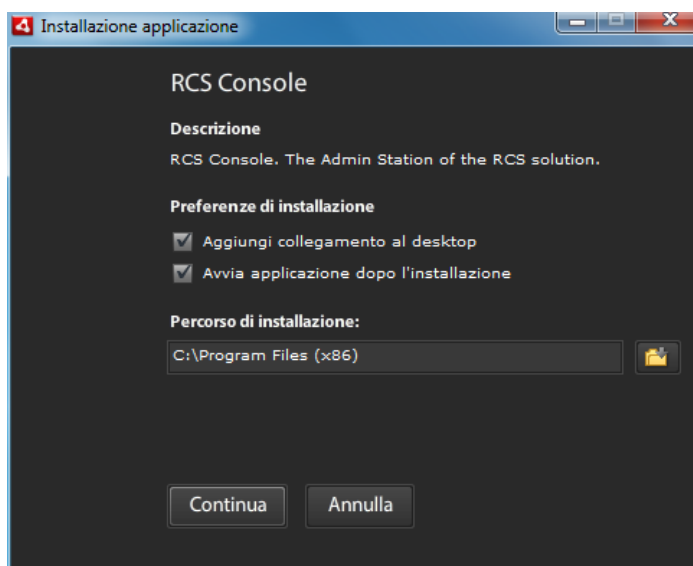 Installazione applicazione
RCS Console
Descrizione
RCS Console. The Admin Station of the RCS solution.
Preferenze di installazione
Aggiungi collegamento al desktop
Avvia applicazione dopo l'installazione
Percorso di installazione:
C:\Program Files (x86)
Continua
Annulla